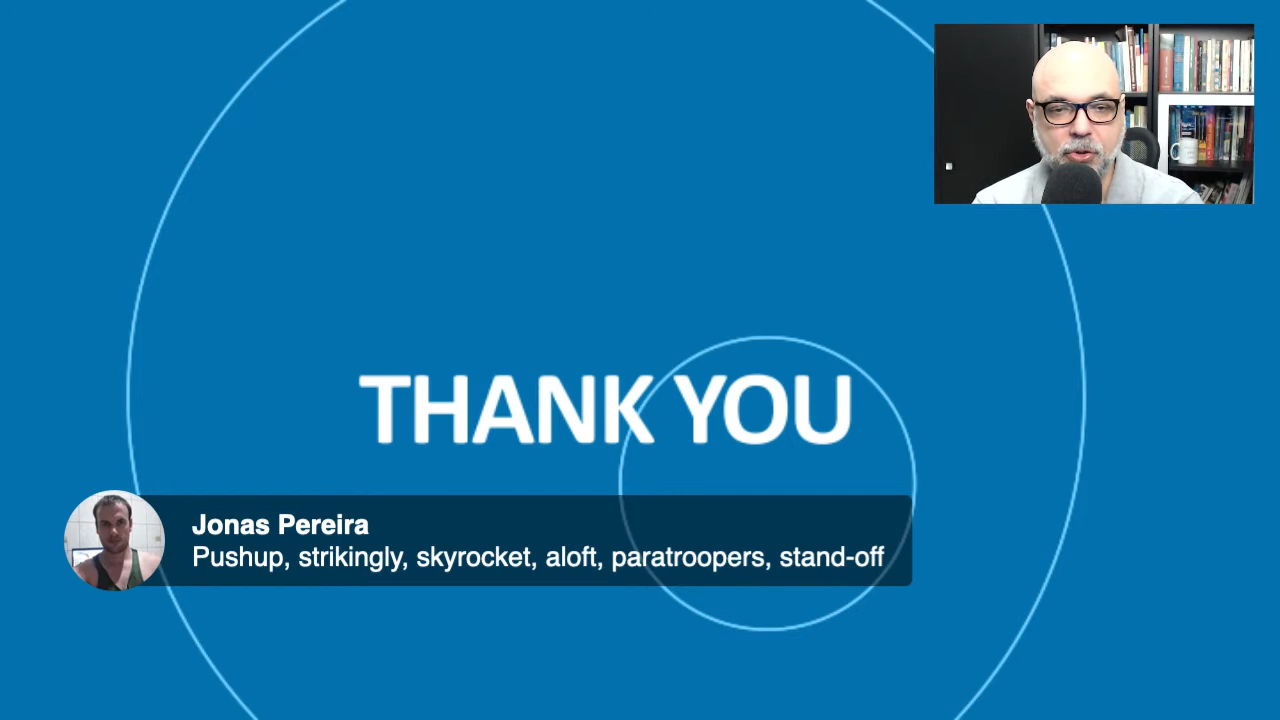 THANK YOU
Jonas Pereira
Pushup, strikingly, skyrocket, aloft, paratroopers, stand-off